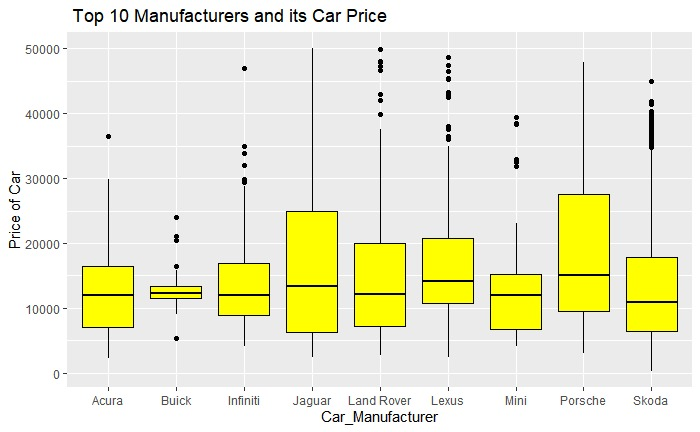 Top 10 Manufacturers and its Car Price
Price of Car
50000
40000
30000
20000
10000
0
Acura Buick Infiniti Jaguar Land Rover Lexus Mini Porsche Skoda
Car_Manufacturer